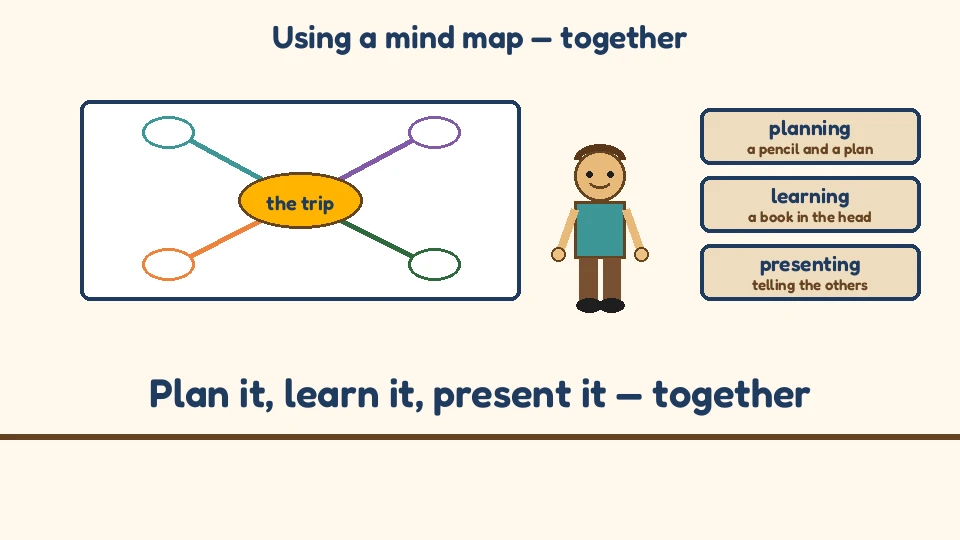 Using a mind map — together
the trip
planning
a pencil and a plan
learning
a book in the head
presenting
telling the others
Plan it, learn it, present it — together